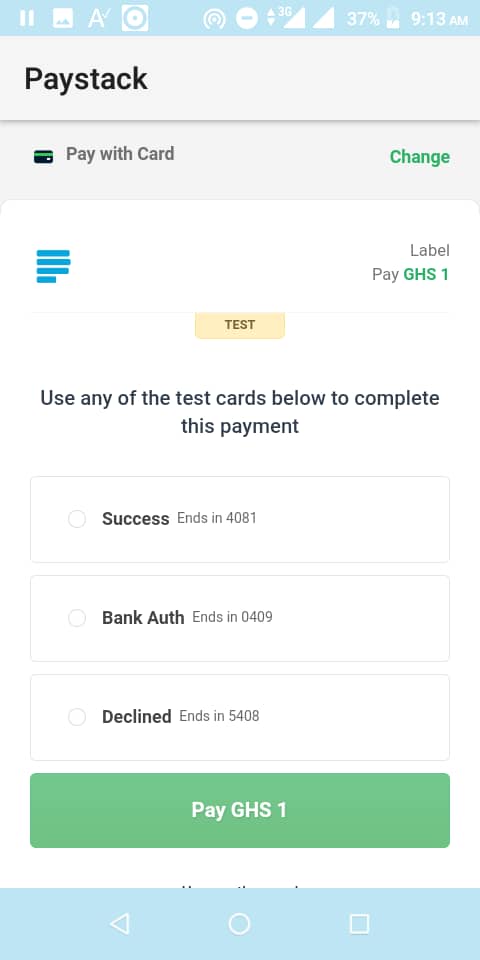 3G 37% 9:13 AM
Paystack
Pay with Card Change
Label
Pay GHS 1
TEST
Use any of the test cards below to complete
this payment
Success Ends in 4081
Bank Auth Ends in 0409
Declined Ends in 5408
Pay GHS 1